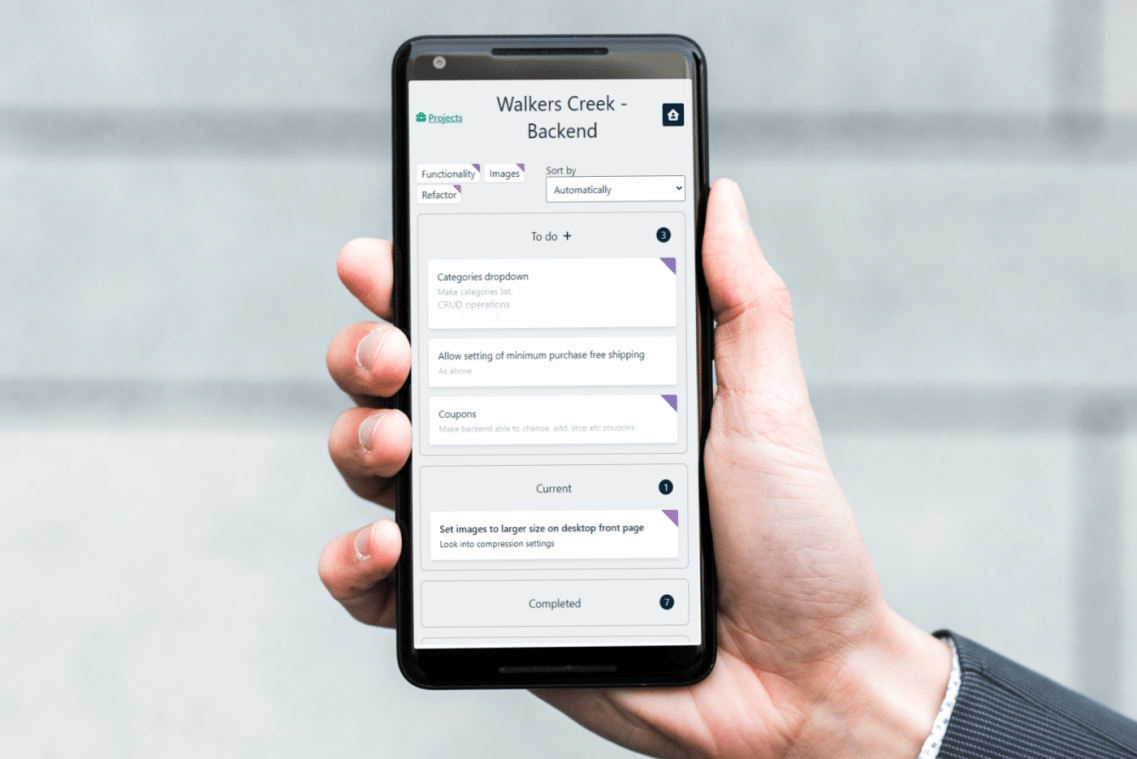 Walkers Creek -
Backend
Projects
Functionality
Images
Refactor
Sort by
Automatically
To do +
3
Categories dropdown
Make categories list.
CRUD operations
Allow setting of minimum purchase free shipping
As above
Coupons
Make backend able to change, add, stop etc coupons.
Current
1
Set images to larger size on desktop front page
Look into compression settings
Completed
7